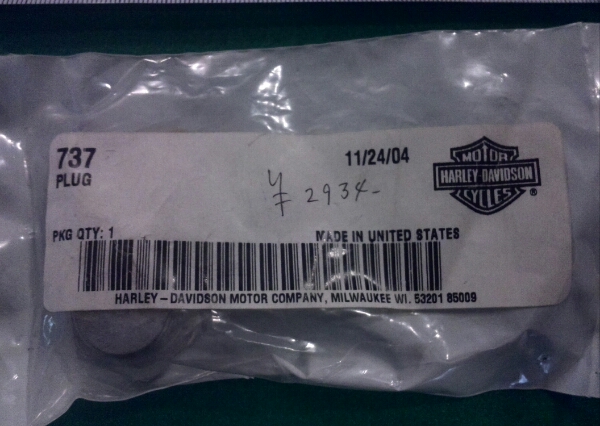 737
PLUG
11/24/04
MOTOR
HARLEY-DAVIDSON
CYCLES
®
¥ 2934-
PKG QTY: 1
MADE IN UNITED STATES
HARLEY-DAVIDSON MOTOR COMPANY, MILWAUKEE WI. 53201 85009